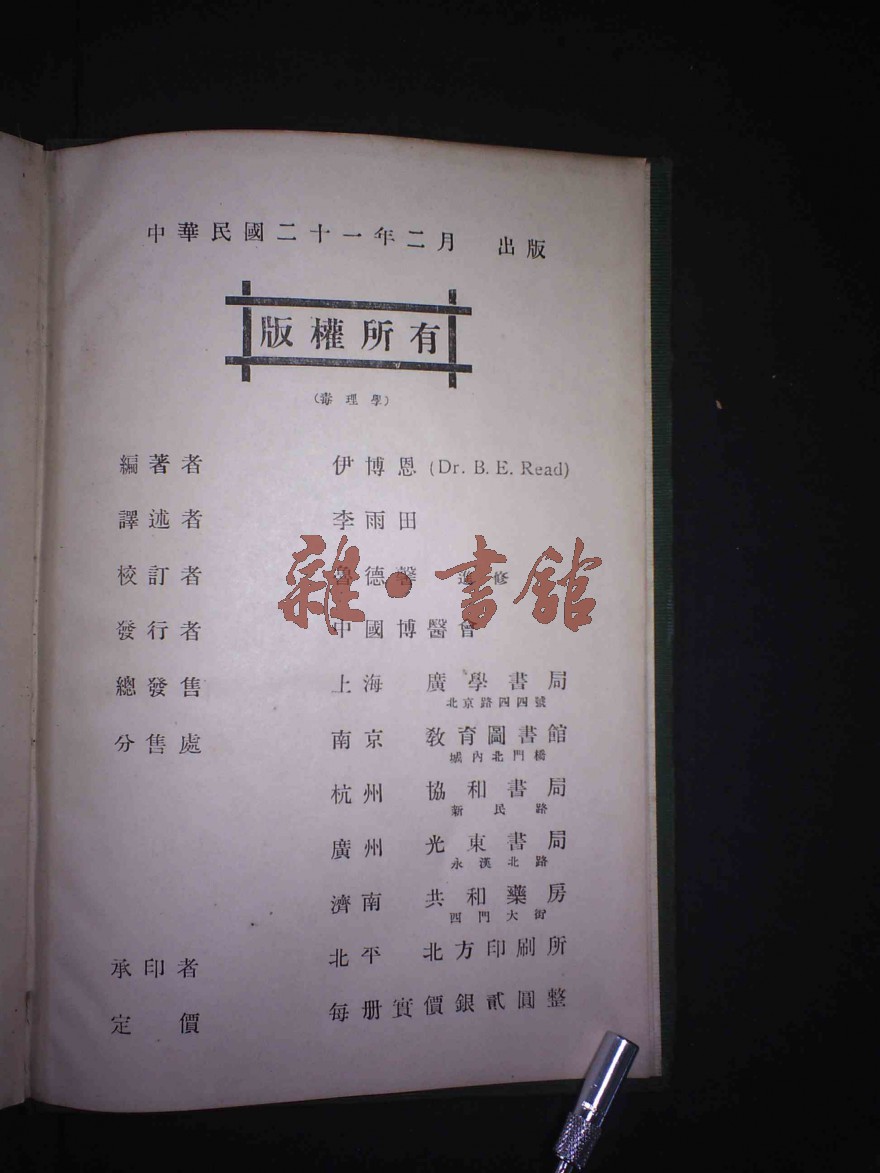 中華民國二十一年二月 出版
版權所有
(毒理學)
編著者 伊博恩 (Dr. B. E. Read)
譯述者 李雨田
校訂者 魯德馨 進修
發行者 中國博醫會
雜·書館
總發售 上海 廣學書局
北京路四四號
分售處 南京 教育圖書館
城內北門橋
杭州 協和書局
新民路
廣州 光東書局
永漢北路
濟南 共和藥房
西門大街
承印者 北平 北方印刷所
定價 每册實價銀貳圓整